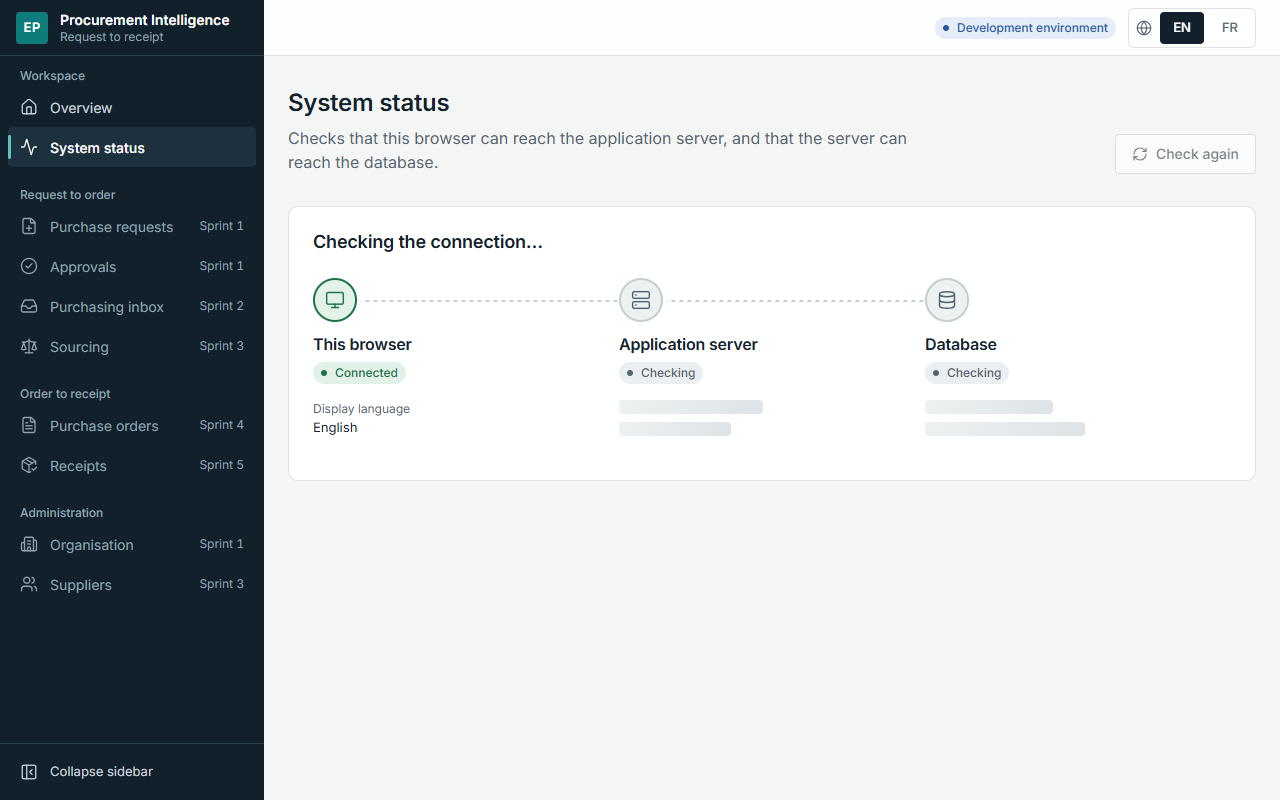 EP
Procurement Intelligence
Request to receipt
Development environment
EN
FR
Workspace
Overview
System status
Request to order
Purchase requests
Sprint 1
Approvals
Sprint 1
Purchasing inbox
Sprint 2
Sourcing
Sprint 3
Order to receipt
Purchase orders
Sprint 4
Receipts
Sprint 5
Administration
Organisation
Sprint 1
Suppliers
Sprint 3
Collapse sidebar
System status
Checks that this browser can reach the application server, and that the server can
reach the database.
Check again
Checking the connection…
This browser
Connected
Display language
English
Application server
Checking
Database
Checking